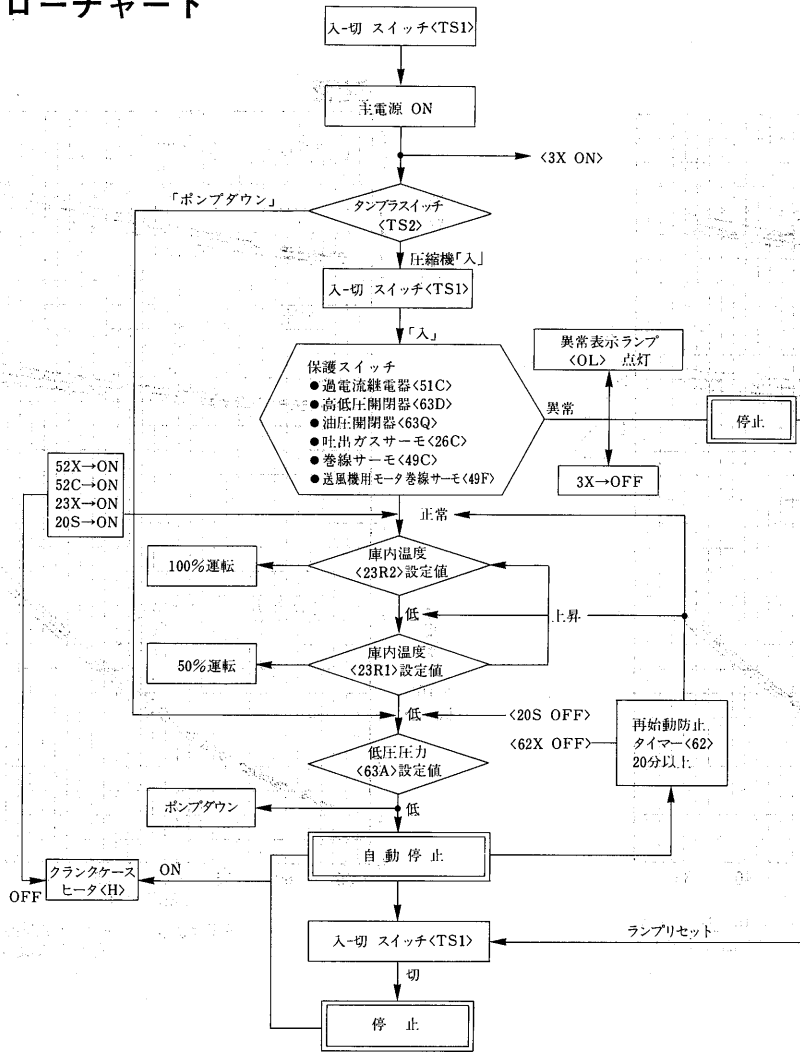 ローチャート
入-切 スイッチ<TS1>
主電源 ON
<3X ON>
「ポンプダウン」
タンブラスイッチ
<TS2>
圧縮機「入」
入-切 スイッチ<TS1>
「入」
異常表示ランプ
<OL> 点灯
保護スイッチ
●過電流継電器<51C>
●高低圧開閉器<63D>
●油圧開閉器<63Q>
●吐出ガスサーモ<26C>
●巻線サーモ<49C>
●送風機用モータ巻線サーモ<49F>
異常
停止
3X→OFF
52X→ON
52C→ON
23X→ON
20S→ON
正常
庫内温度
<23R2>設定値
100%運転
低
上昇
庫内温度
<23R1>設定値
50%運転
低
<20S OFF>
<62X OFF>
再始動防止
タイマー<62>
20分以上
低圧圧力
<63A>設定値
ポンプダウン
低
自動停止
クランクケース
ヒータ<H>
ON
OFF
入-切 スイッチ<TS1>
ランプリセット
切
停 止